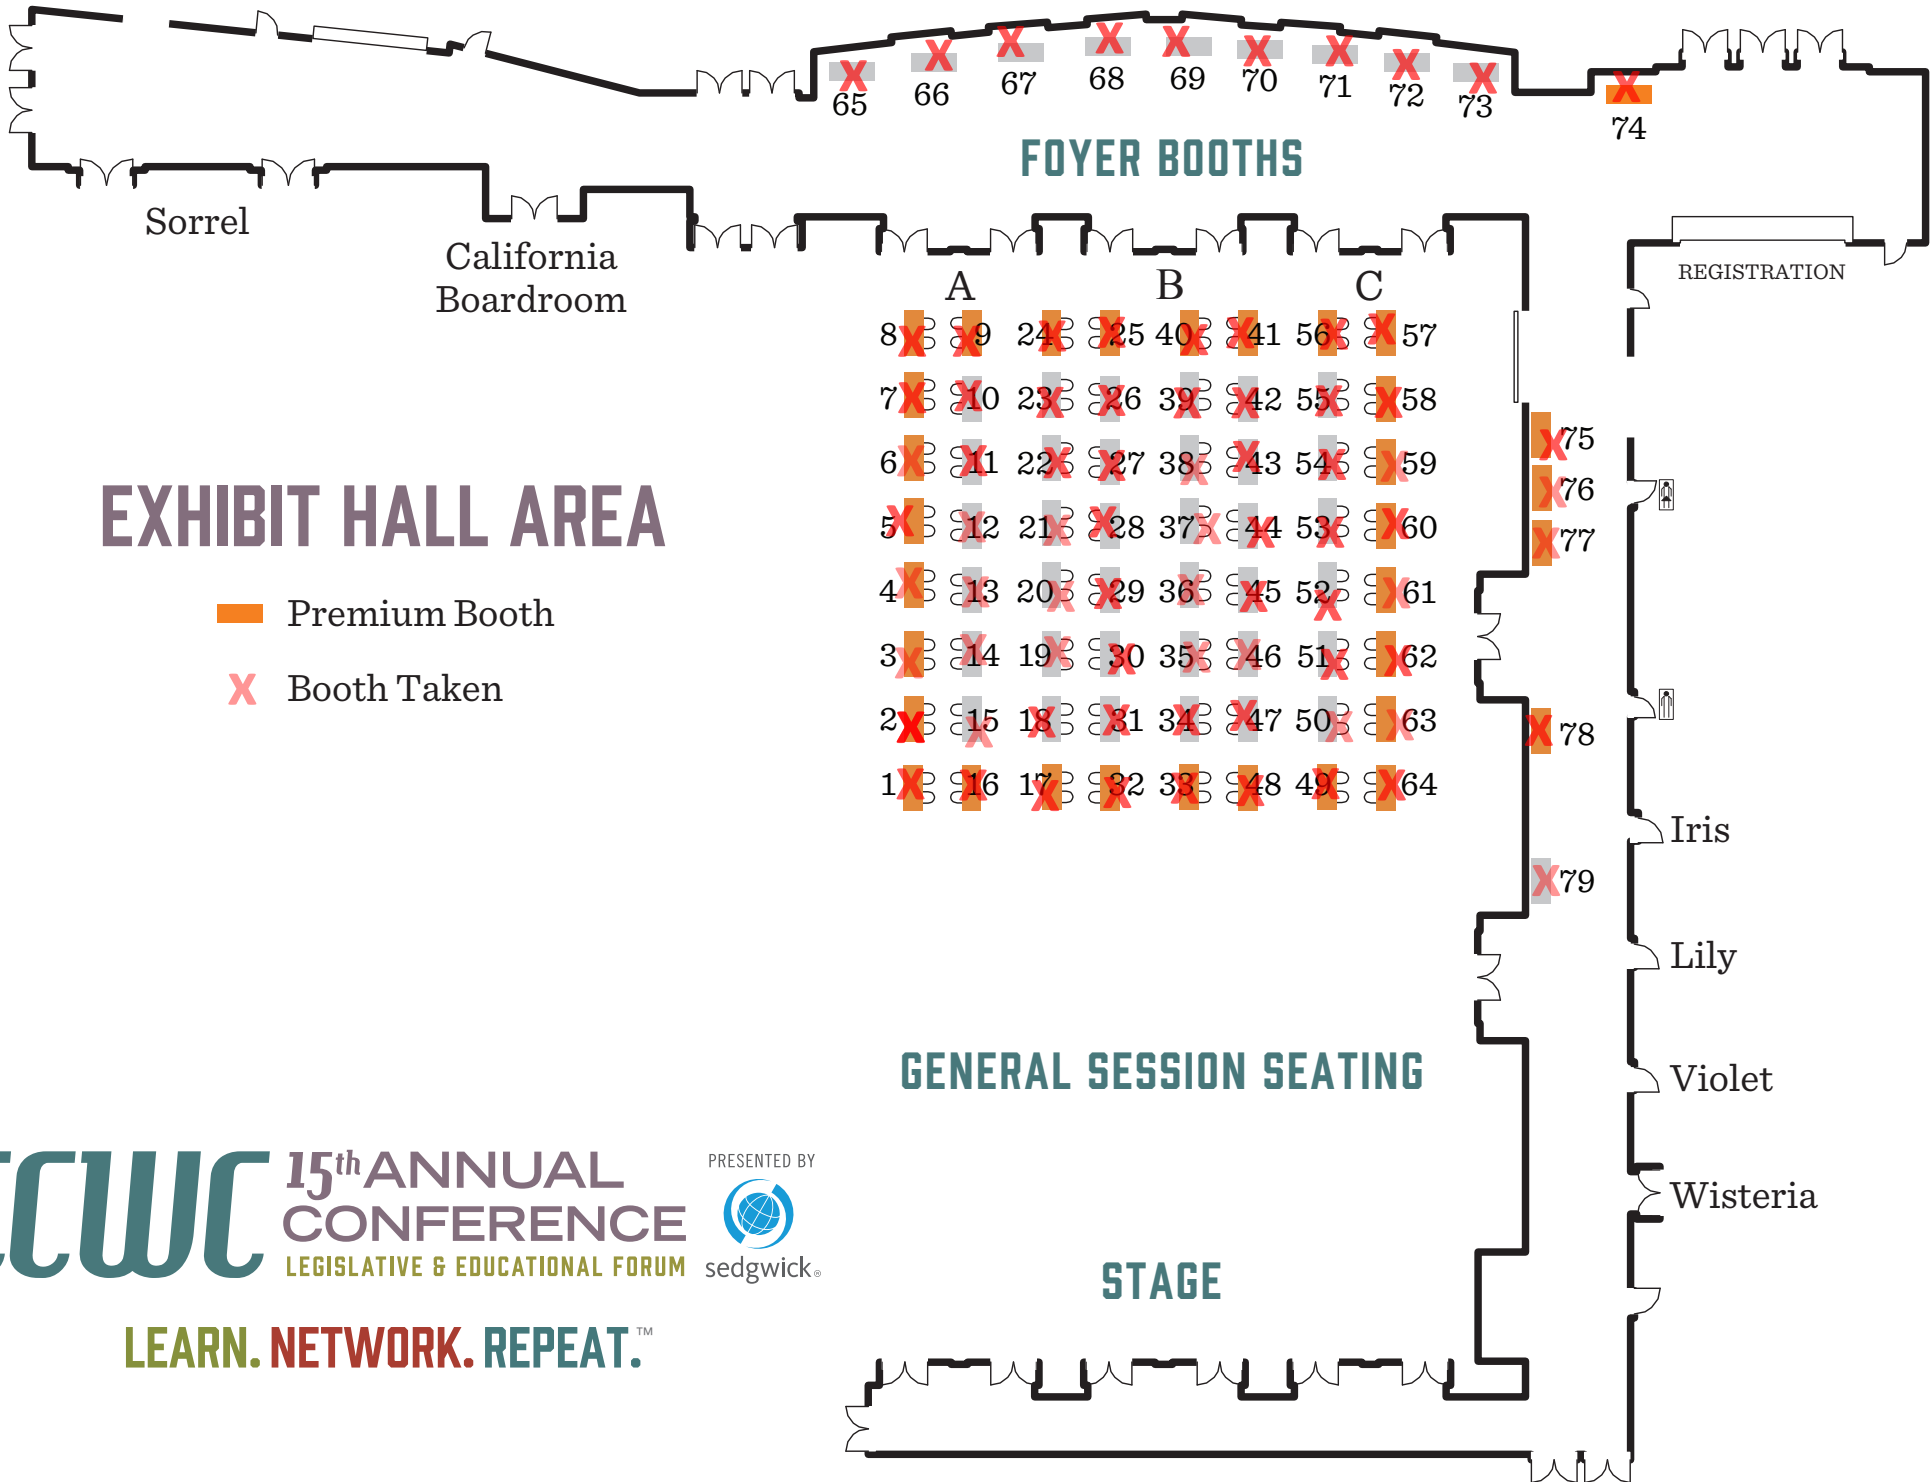 65 66 67 68 69 70 71 72 73 74
FOYER BOOTHS
Sorrel
California
Boardroom
REGISTRATION
A B C
8 9 24 25 40 41 56 57
7 10 23 26 39 42 55 58
6 11 22 27 38 43 54 59
5 12 21 28 37 44 53 60
4 13 20 29 36 45 52 61
3 14 19 30 35 46 51 62
2 15 18 31 34 47 50 63
1 16 17 32 33 48 49 64
75
76
77
78
79
EXHIBIT HALL AREA
Premium Booth
X Booth Taken
Iris
Lily
Violet
Wisteria
GENERAL SESSION SEATING
STAGE
CWC
15th ANNUAL
CONFERENCE
LEGISLATIVE & EDUCATIONAL FORUM
PRESENTED BY
sedgwick®
LEARN. NETWORK. REPEAT.™